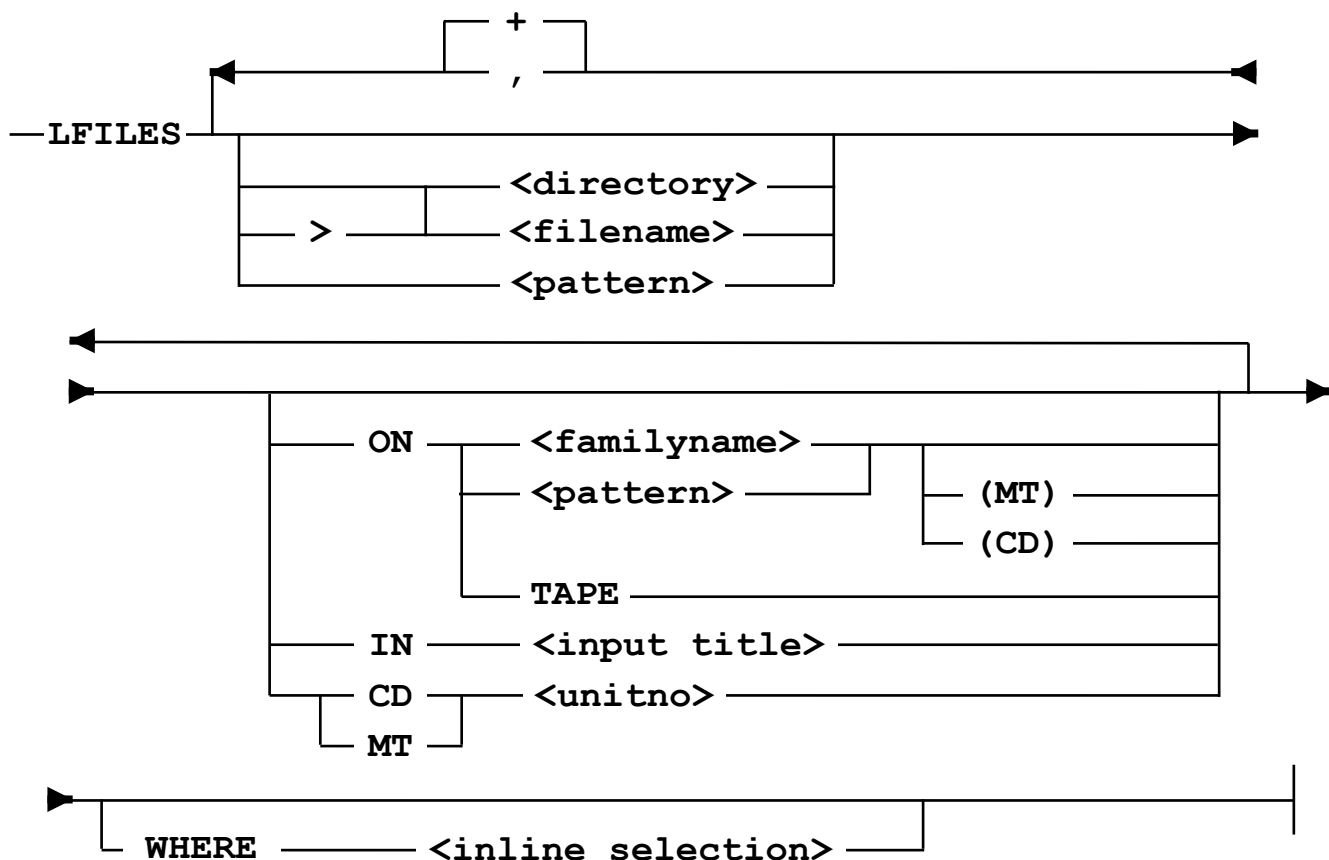 +
,
LFILES
<directory>
> <filename>
<pattern>
ON <familyname>
<pattern> (MT)
(CD)
TAPE
IN <input title>
CD <unitno>
MT
WHERE <inline selection>